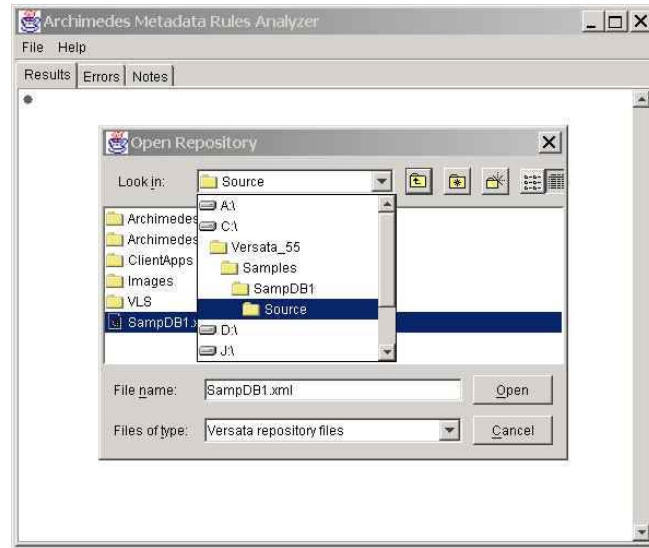 Archimedes Metadata Rules Analyzer
File Help
Results Errors Notes
Open Repository
Look in: Source
A:\
C:\
Versata_55
Samples
SampDB1
Source
D:\
J:\
Archimedes
Archimedes
ClientApps
Images
VLS
SampDB1.x
File name: SampDB1.xml Open
Files of type: Versata repository files Cancel